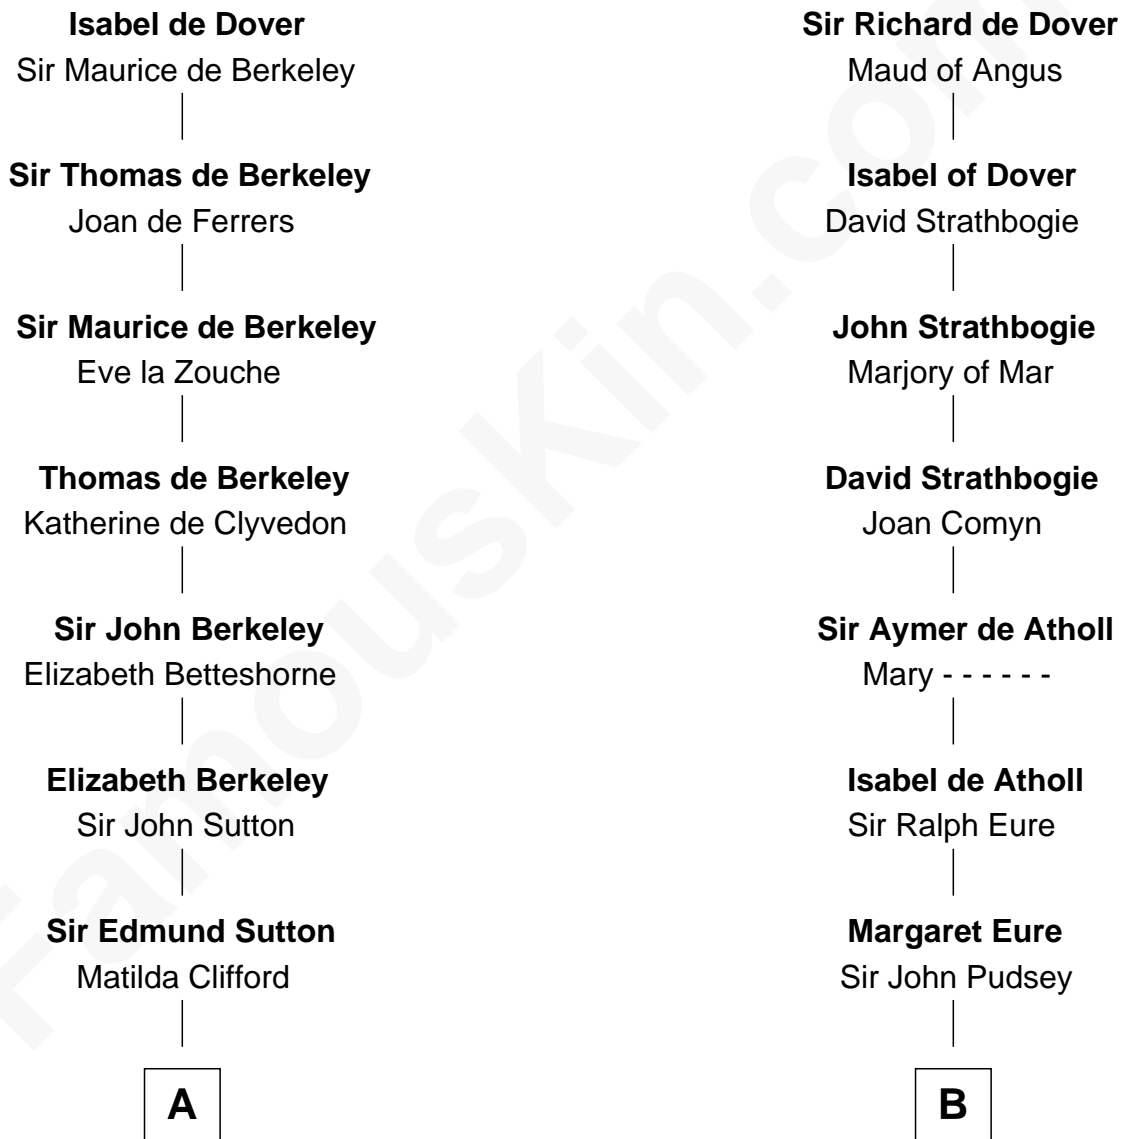 Isabel de Dover
Sir Maurice de Berkeley
Sir Thomas de Berkeley
Joan de Ferrers
Sir Maurice de Berkeley
Eve la Zouche
Thomas de Berkeley
Katherine de Clyvedon
Sir John Berkeley
Elizabeth Betteshorne
Elizabeth Berkeley
Sir John Sutton
Sir Edmund Sutton
Matilda Clifford
A
Sir Richard de Dover
Maud of Angus
Isabel of Dover
David Strathbogie
John Strathbogie
Marjory of Mar
David Strathbogie
Joan Comyn
Sir Aymer de Atholl
Mary - - - - - -
Isabel de Atholl
Sir Ralph Eure
Margaret Eure
Sir John Pudsey
B
FamousKin.com